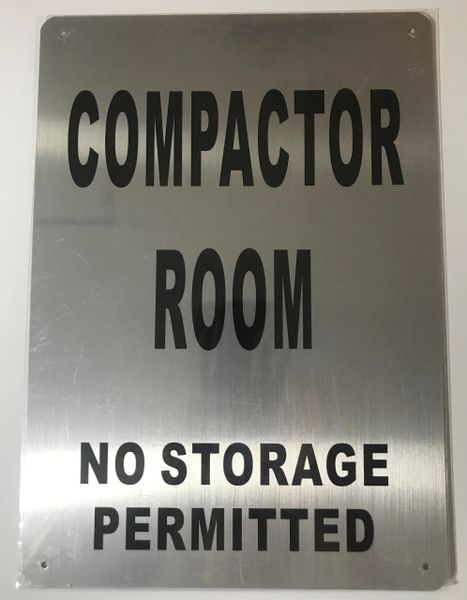 COMPACTOR
ROOM
NO STORAGE
PERMITTED